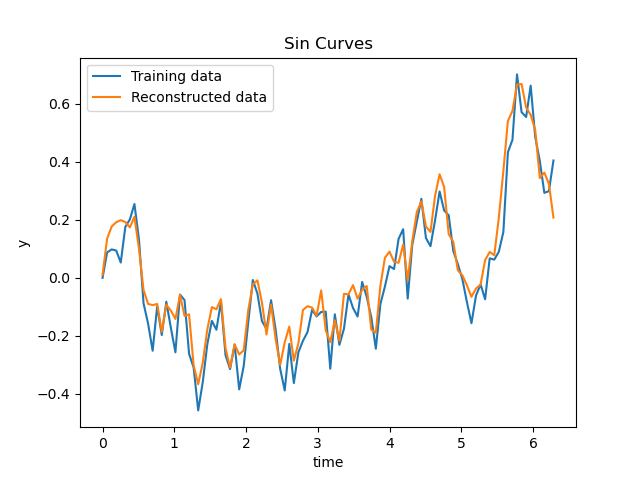 Sin Curves
Training data
Reconstructed data
0.6
0.4
0.2
0.0
−0.2
−0.4
y
0 1 2 3 4 5 6
time